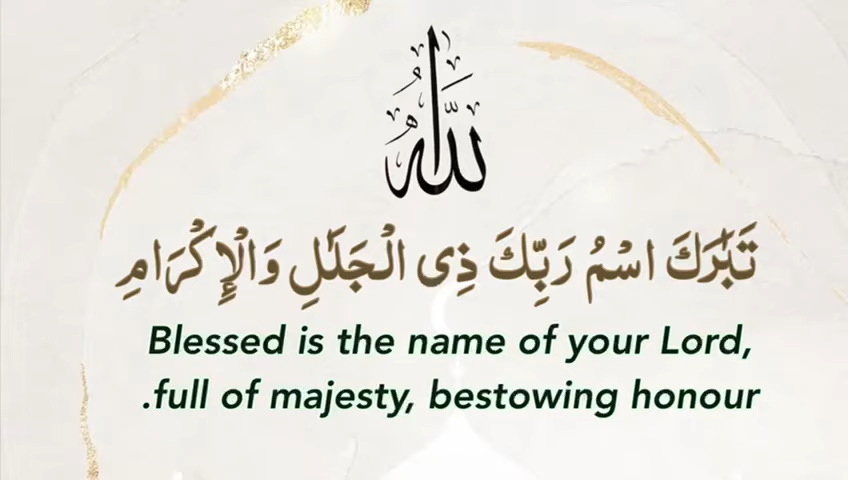 الله
تَبَٰرَكَ اسْمُ رَبِّكَ ذِى الْجَلَٰلِ وَالْإِكْرَامِ
Blessed is the name of your Lord,
.full of majesty, bestowing honour